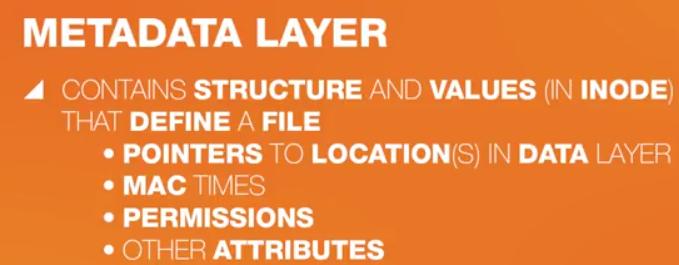 METADATA LAYER
CONTAINS STRUCTURE AND VALUES (IN INODE)
THAT DEFINE A FILE
• POINTERS TO LOCATION(S) IN DATA LAYER
• MAC TIMES
• PERMISSIONS
• OTHER ATTRIBUTES